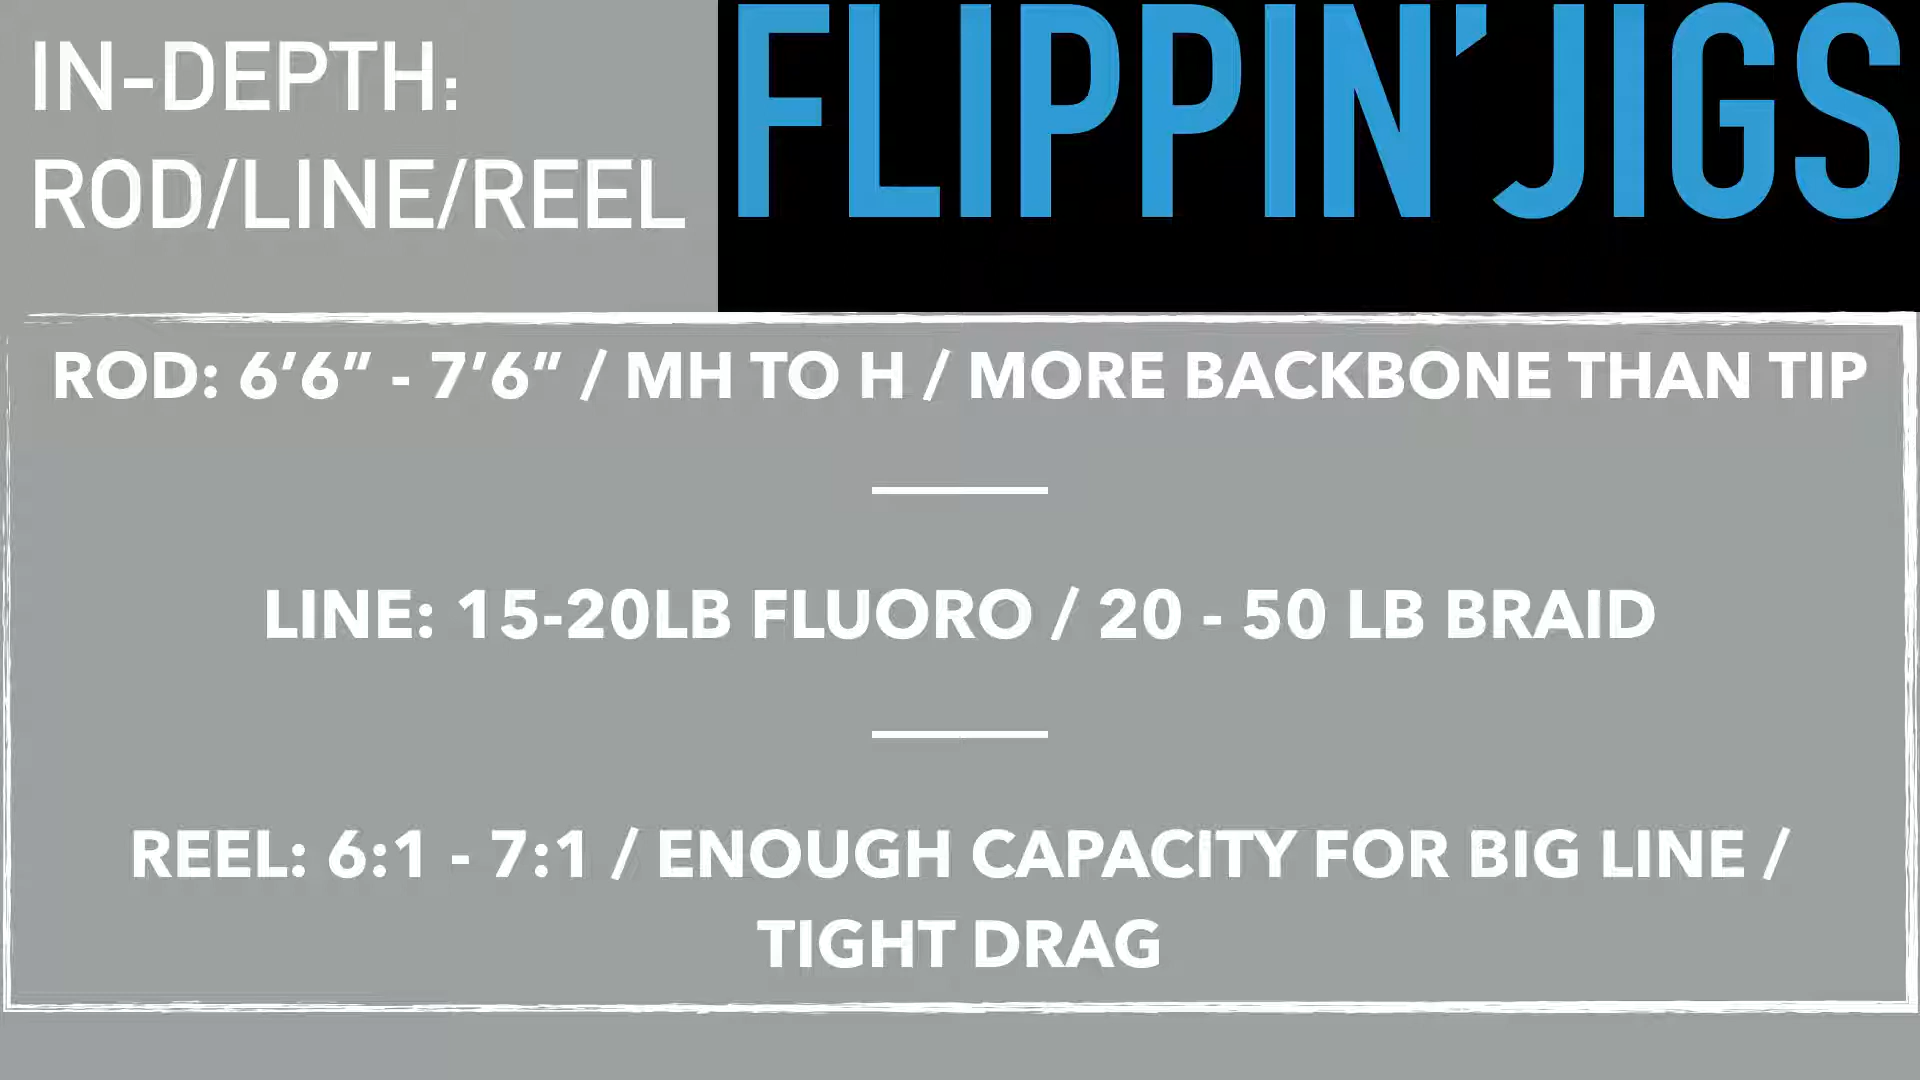 IN-DEPTH:
ROD/LINE/REEL
FLIPPIN’ JIGS
ROD: 6’6” - 7’6” / MH TO H / MORE BACKBONE THAN TIP
LINE: 15-20LB FLUORO / 20 - 50 LB BRAID
REEL: 6:1 - 7:1 / ENOUGH CAPACITY FOR BIG LINE /
TIGHT DRAG